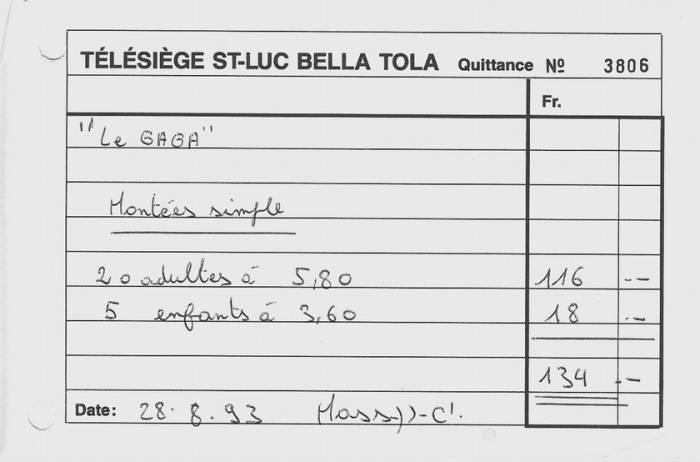 TÉLÉSIÈGE ST-LUC BELLA TOLA Quittance Nº 3806
Fr.
"Le GAGA"
Montées simple
20 adultes à 5,80 116 --
5 enfants à 3,60 18 .-
134 --
Date: 28.8.93